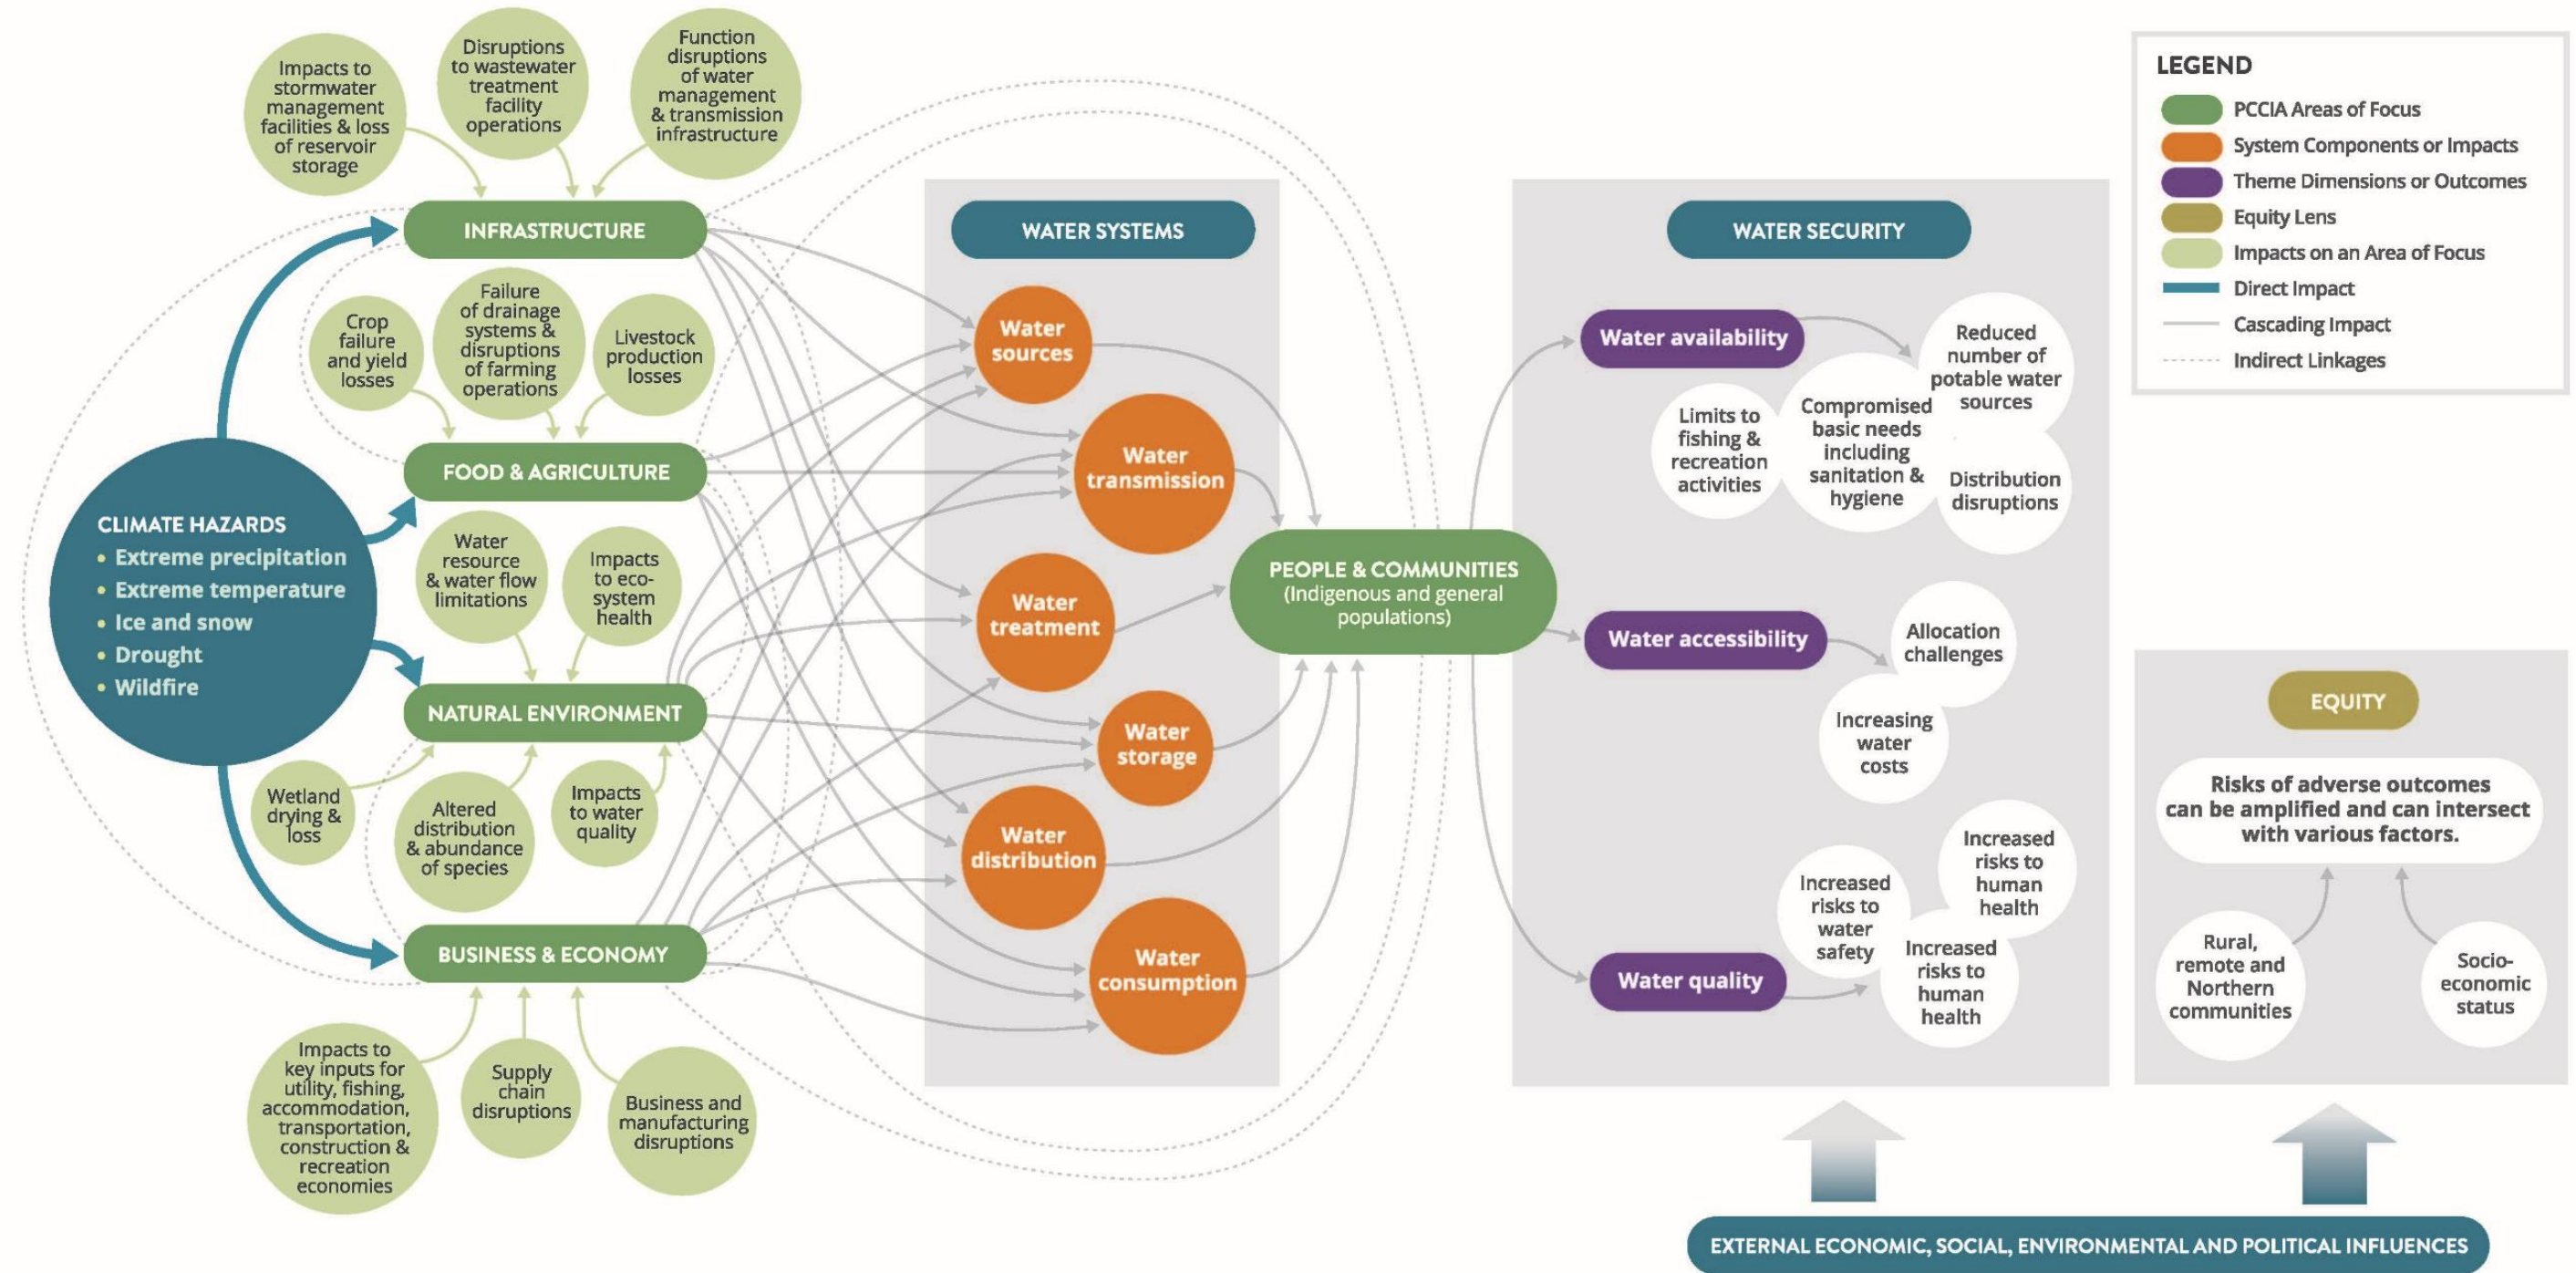 Impacts to
stormwater
management
facilities & loss
of reservoir
storage
Disruptions
to wastewater
treatment
facility
operations
Function
disruptions
of water
management
& transmission
infrastructure
INFRASTRUCTURE
Crop
failure
and yield
losses
Failure
of drainage
systems &
disruptions
of farming
operations
Livestock
production
losses
FOOD & AGRICULTURE
CLIMATE HAZARDS
• Extreme precipitation
• Extreme temperature
• Ice and snow
• Drought
• Wildfire
Water
resource
& water flow
limitations
Impacts
to eco-
system
health
NATURAL ENVIRONMENT
Wetland
drying &
loss
Altered
distribution
& abundance
of species
Impacts
to water
quality
BUSINESS & ECONOMY
Impacts to
key inputs for
utility, fishing,
accommodation,
transportation,
construction &
recreation
economies
Supply
chain
disruptions
Business and
manufacturing
disruptions
WATER SYSTEMS
Water
sources
Water
transmission
Water
treatment
Water
storage
Water
distribution
Water
consumption
PEOPLE & COMMUNITIES
(Indigenous and general
populations)
WATER SECURITY
Water availability
Reduced
number of
potable water
sources
Limits to
fishing &
recreation
activities
Compromised
basic needs
including
sanitation &
hygiene
Distribution
disruptions
Water accessibility
Allocation
challenges
Increasing
water
costs
Water quality
Increased
risks to
water
safety
Increased
risks to
human
health
Increased
risks to
human
health
LEGEND
PCCIA Areas of Focus
System Components or Impacts
Theme Dimensions or Outcomes
Equity Lens
Impacts on an Area of Focus
Direct Impact
Cascading Impact
Indirect Linkages
EQUITY
Risks of adverse outcomes
can be amplified and can intersect
with various factors.
Rural,
remote and
Northern
communities
Socio-
economic
status
EXTERNAL ECONOMIC, SOCIAL, ENVIRONMENTAL AND POLITICAL INFLUENCES